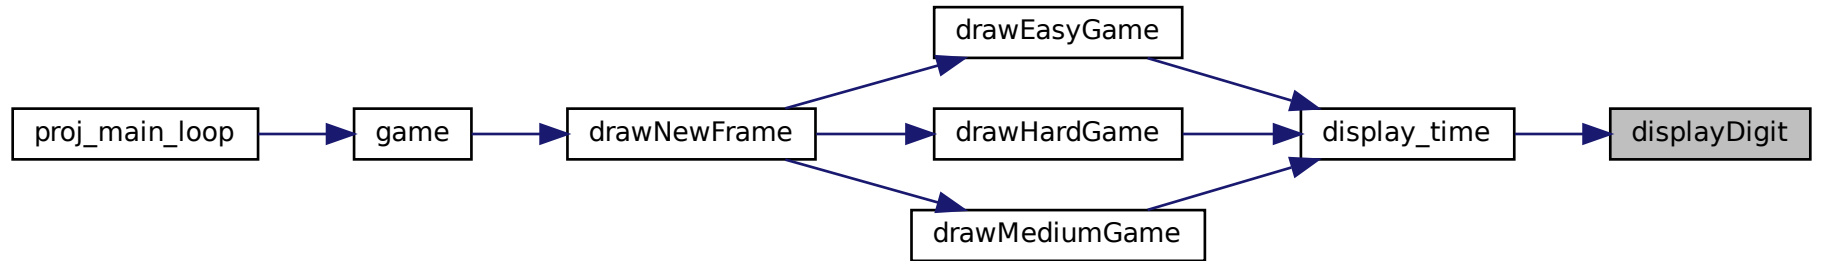 drawEasyGame
proj_main_loop
game
drawNewFrame
drawHardGame
display_time
displayDigit
drawMediumGame